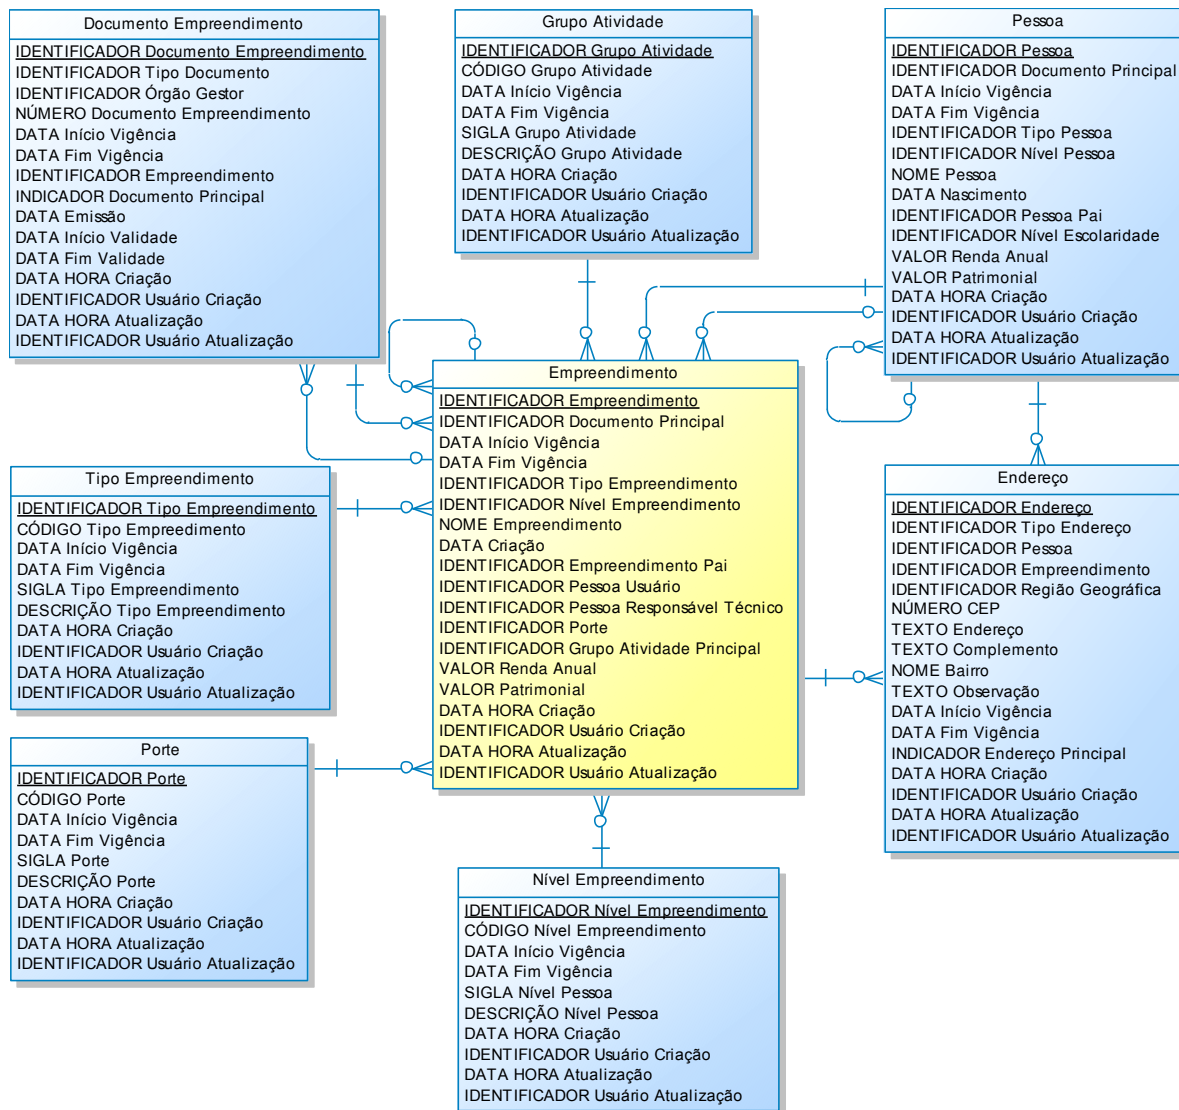 Documento Empreendimento
IDENTIFICADOR Documento Empreendimento
IDENTIFICADOR Tipo Documento
IDENTIFICADOR Órgão Gestor
NÚMERO Documento Empreendimento
DATA Início Vigência
DATA Fim Vigência
IDENTIFICADOR Empreendimento
INDICADOR Documento Principal
DATA Emissão
DATA Início Validade
DATA Fim Validade
DATA HORA Criação
IDENTIFICADOR Usuário Criação
DATA HORA Atualização
IDENTIFICADOR Usuário Atualização
Grupo Atividade
IDENTIFICADOR Grupo Atividade
CÓDIGO Grupo Atividade
DATA Início Vigência
DATA Fim Vigência
SIGLA Grupo Atividade
DESCRIÇÃO Grupo Atividade
DATA HORA Criação
IDENTIFICADOR Usuário Criação
DATA HORA Atualização
IDENTIFICADOR Usuário Atualização
Pessoa
IDENTIFICADOR Pessoa
IDENTIFICADOR Documento Principal
DATA Início Vigência
DATA Fim Vigência
IDENTIFICADOR Tipo Pessoa
IDENTIFICADOR Nível Pessoa
NOME Pessoa
DATA Nascimento
IDENTIFICADOR Pessoa Pai
IDENTIFICADOR Nível Escolaridade
VALOR Renda Anual
VALOR Patrimonial
DATA HORA Criação
IDENTIFICADOR Usuário Criação
DATA HORA Atualização
IDENTIFICADOR Usuário Atualização
Empreendimento
IDENTIFICADOR Empreendimento
IDENTIFICADOR Documento Principal
DATA Início Vigência
DATA Fim Vigência
IDENTIFICADOR Tipo Empreendimento
IDENTIFICADOR Nível Empreendimento
NOME Empreendimento
DATA Criação
IDENTIFICADOR Empreendimento Pai
IDENTIFICADOR Pessoa Usuário
IDENTIFICADOR Pessoa Responsável Técnico
IDENTIFICADOR Porte
IDENTIFICADOR Grupo Atividade Principal
VALOR Renda Anual
VALOR Patrimonial
DATA HORA Criação
IDENTIFICADOR Usuário Criação
DATA HORA Atualização
IDENTIFICADOR Usuário Atualização
Tipo Empreendimento
IDENTIFICADOR Tipo Empreendimento
CÓDIGO Tipo Empreedimento
DATA Início Vigência
DATA Fim Vigência
SIGLA Tipo Empreendimento
DESCRIÇÃO Tipo Empreendimento
DATA HORA Criação
IDENTIFICADOR Usuário Criação
DATA HORA Atualização
IDENTIFICADOR Usuário Atualização
Endereço
IDENTIFICADOR Endereço
IDENTIFICADOR Tipo Endereço
IDENTIFICADOR Pessoa
IDENTIFICADOR Empreendimento
IDENTIFICADOR Região Geográfica
NÚMERO CEP
TEXTO Endereço
TEXTO Complemento
NOME Bairro
TEXTO Observação
DATA Início Vigência
DATA Fim Vigência
INDICADOR Endereço Principal
DATA HORA Criação
IDENTIFICADOR Usuário Criação
DATA HORA Atualização
IDENTIFICADOR Usuário Atualização
Porte
IDENTIFICADOR Porte
CÓDIGO Porte
DATA Início Vigência
DATA Fim Vigência
SIGLA Porte
DESCRIÇÃO Porte
DATA HORA Criação
IDENTIFICADOR Usuário Criação
DATA HORA Atualização
IDENTIFICADOR Usuário Atualização
Nível Empreendimento
IDENTIFICADOR Nível Empreendimento
CÓDIGO Nível Empreendimento
DATA Início Vigência
DATA Fim Vigência
SIGLA Nível Pessoa
DESCRIÇÃO Nível Pessoa
DATA HORA Criação
IDENTIFICADOR Usuário Criação
DATA HORA Atualização
IDENTIFICADOR Usuário Atualização